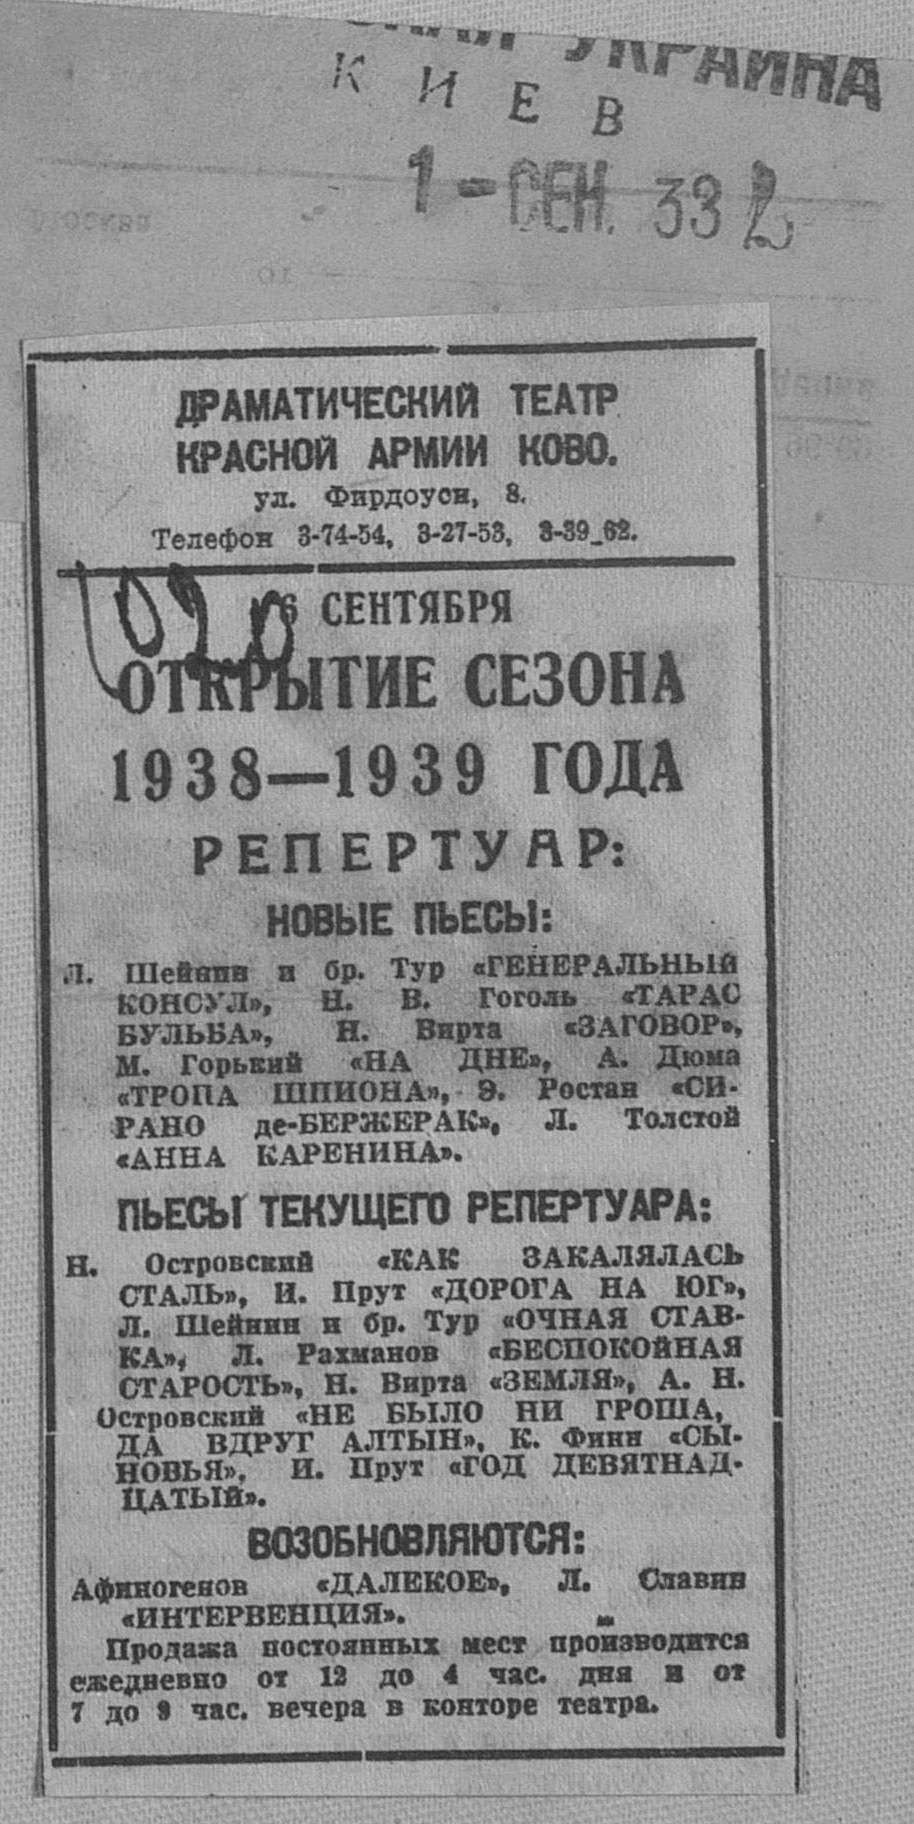 УКРАИНА
КИЕВ
1-СЕН. 33
ДРАМАТИЧЕСКИЙ ТЕАТР
КРАСНОЙ АРМИИ КОВО.
ул. Фирдоуси, 8.
Телефон 3-74-54, 3-27-53, 3-39_62.
6 СЕНТЯБРЯ
ОТКРЫТИЕ СЕЗОНА
1938—1939 ГОДА
РЕПЕРТУАР:
НОВЫЕ ПЬЕСЫ:
Л. Шейнин и бр. Тур «ГЕНЕРАЛЬНЫЙ
КОНСУЛ», Н. В. Гоголь «ТАРАС
БУЛЬБА», Н. Вирта «ЗАГОВОР»,
М. Горький «НА ДНЕ», А. Дюма
«ТРОПА ШПИОНА», Э. Ростан «СИ-
РАНО де-БЕРЖЕРАК», Л. Толстой
«АННА КАРЕНИНА».
ПЬЕСЫ ТЕКУЩЕГО РЕПЕРТУАРА:
Н. Островский «КАК ЗАКАЛЯЛАСЬ
СТАЛЬ», И. Прут «ДОРОГА НА ЮГ»,
Л. Шейнин и бр. Тур «ОЧНАЯ СТАВ-
КА», Л. Рахманов «БЕСПОКОЙНАЯ
СТАРОСТЬ», Н. Вирта «ЗЕМЛЯ», А. Н.
Островский «НЕ БЫЛО НИ ГРОША,
ДА ВДРУГ АЛТЫН», К. Финн «СЫ-
НОВЬЯ», И. Прут «ГОД ДЕВЯТНАД-
ЦАТЫЙ».
ВОЗОБНОВЛЯЮТСЯ:
Афиногенов «ДАЛЕКОЕ», Л. Славин
«ИНТЕРВЕНЦИЯ».
Продажа постоянных мест производится
ежедневно от 12 до 4 час. дня и от
7 до 9 час. вечера в конторе театра.